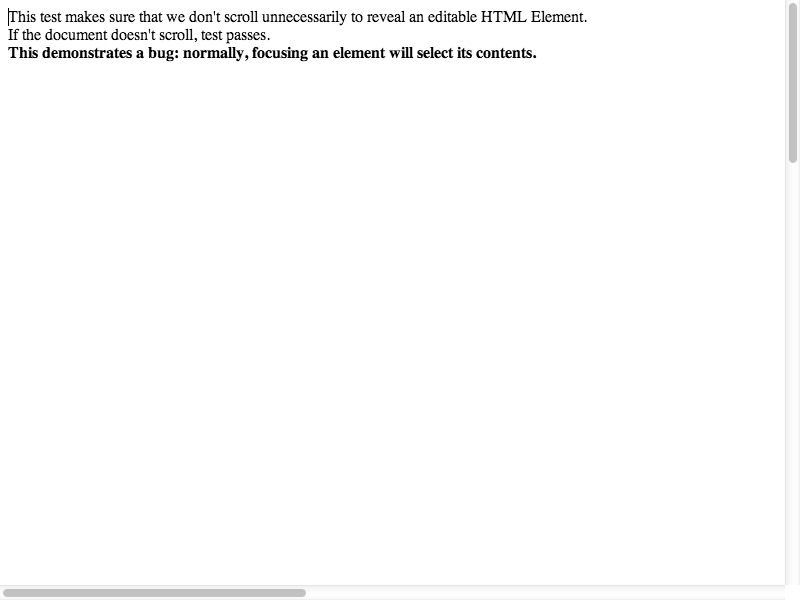 This test makes sure that we don't scroll unnecessarily to reveal an editable HTML Element.
If the document doesn't scroll, test passes.
This demonstrates a bug: normally, focusing an element will select its contents.